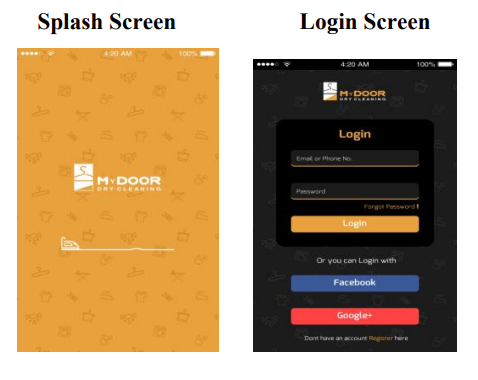 Splash Screen
Login Screen
4:20 AM 100%
MYDOOR
DRY CLEANING
4:20 AM 100%
MYDOOR
DRY CLEANING
Login
Email or Phone No.
Password
Forgot Password !
Login
Or you can Login with
Facebook
Google+
Dont have an account Register here